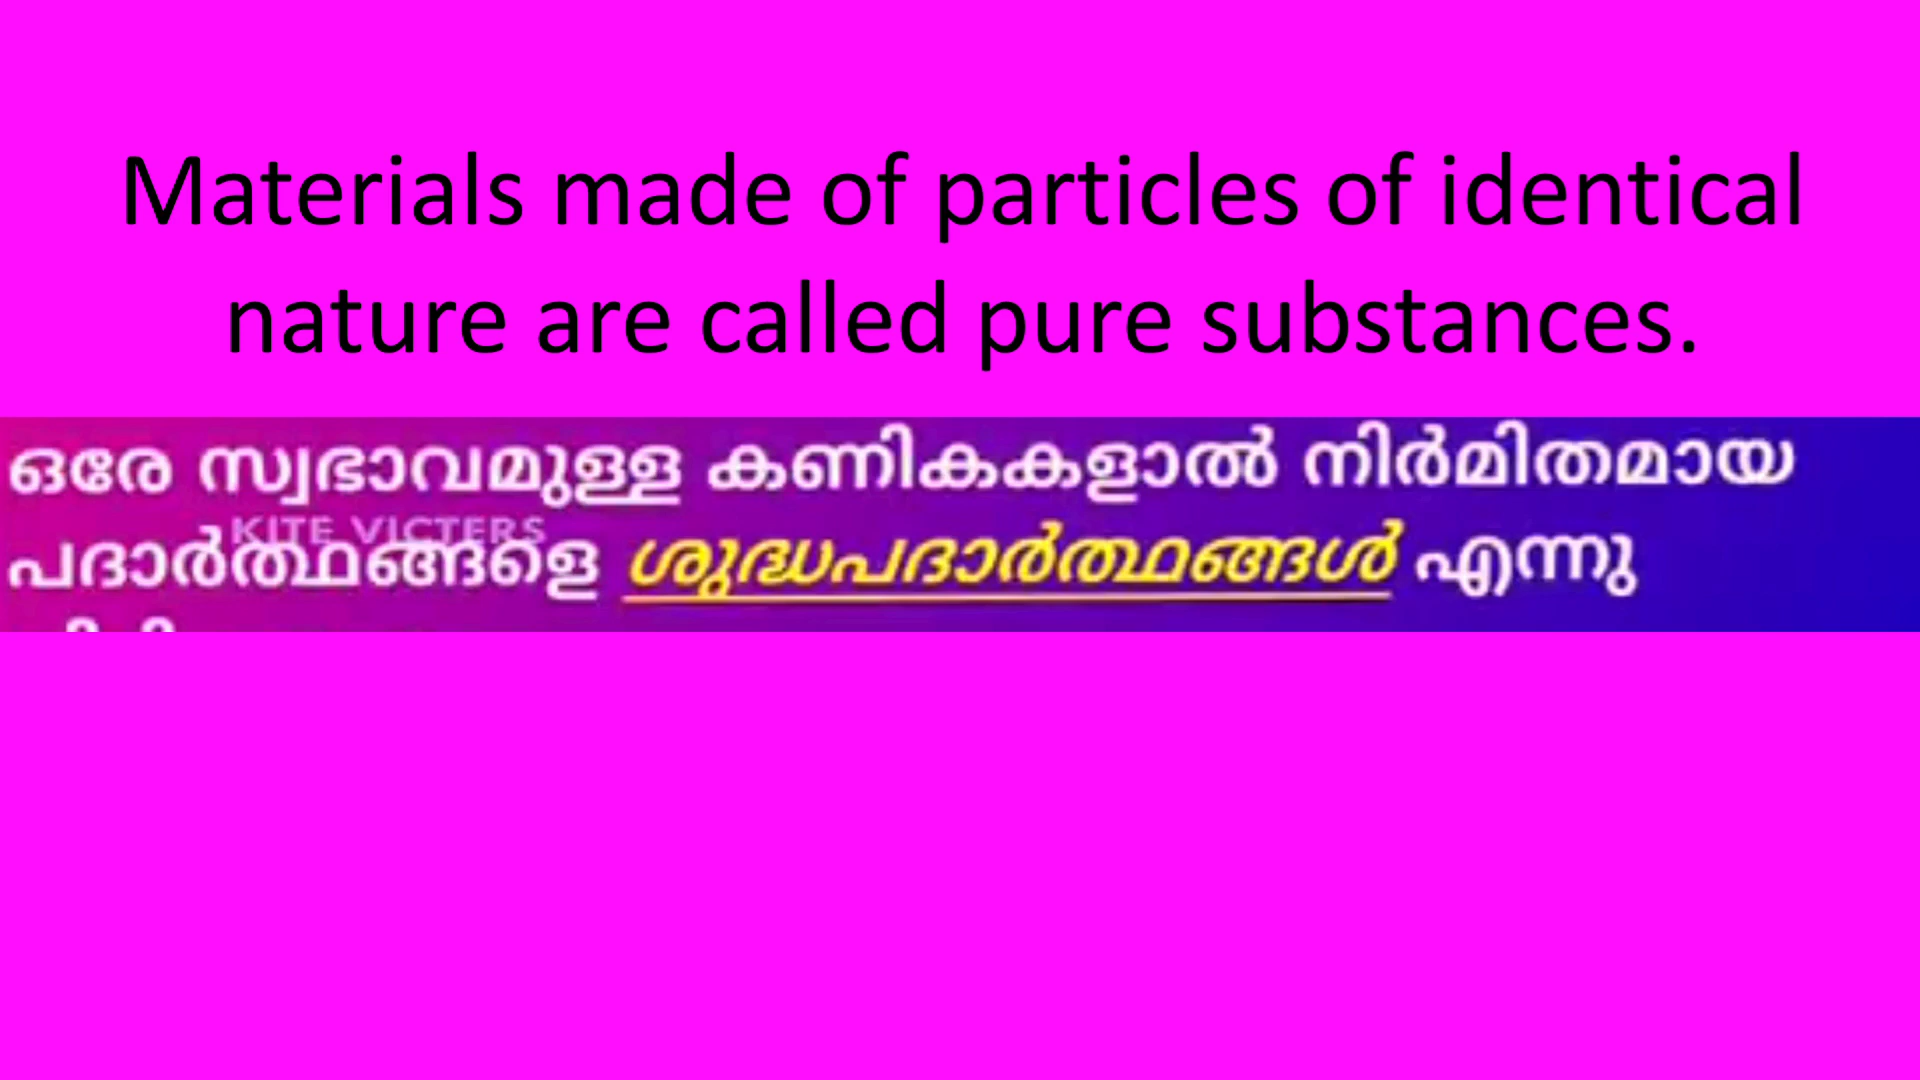 Materials made of particles of identical
nature are called pure substances.
ഒരേ സ്വഭാവമുള്ള കണികകളാൽ നിർമിതമായ
KITE VICTERS
പദാർത്ഥങ്ങളെ ശുദ്ധപദാർത്ഥങ്ങൾ എന്നു